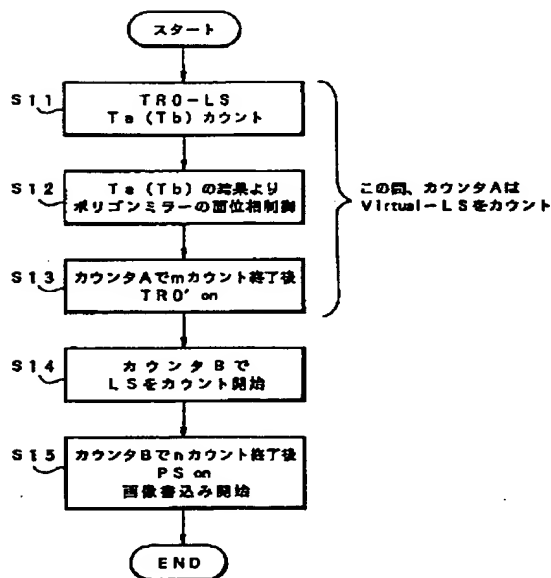 スタート
S11
TR0-LS
Ta(Tb)カウント
S12
Ta(Tb)の結果より
ポリゴンミラーの面位相制御
この間、カウンタAは
Virtual-LSをカウント
S13
カウンタAでmカウント終了後
TR0' on
S14
カウンタBで
LSをカウント開始
S15
カウンタBでnカウント終了後
PS on
画像書込み開始
END